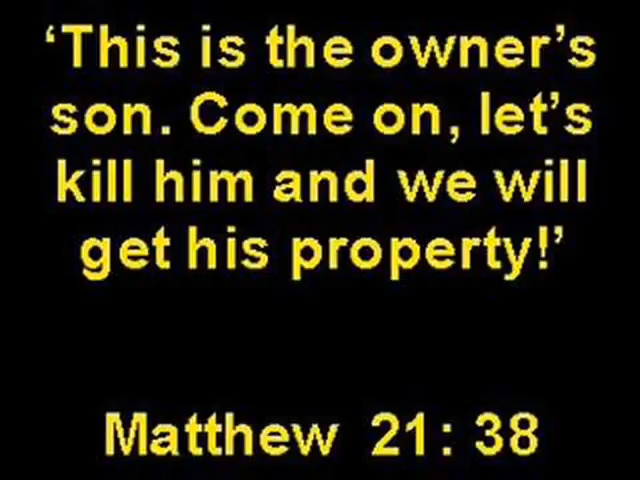 ‘This is the owner’s
son. Come on, let’s
kill him and we will
get his property!’
Matthew 21: 38